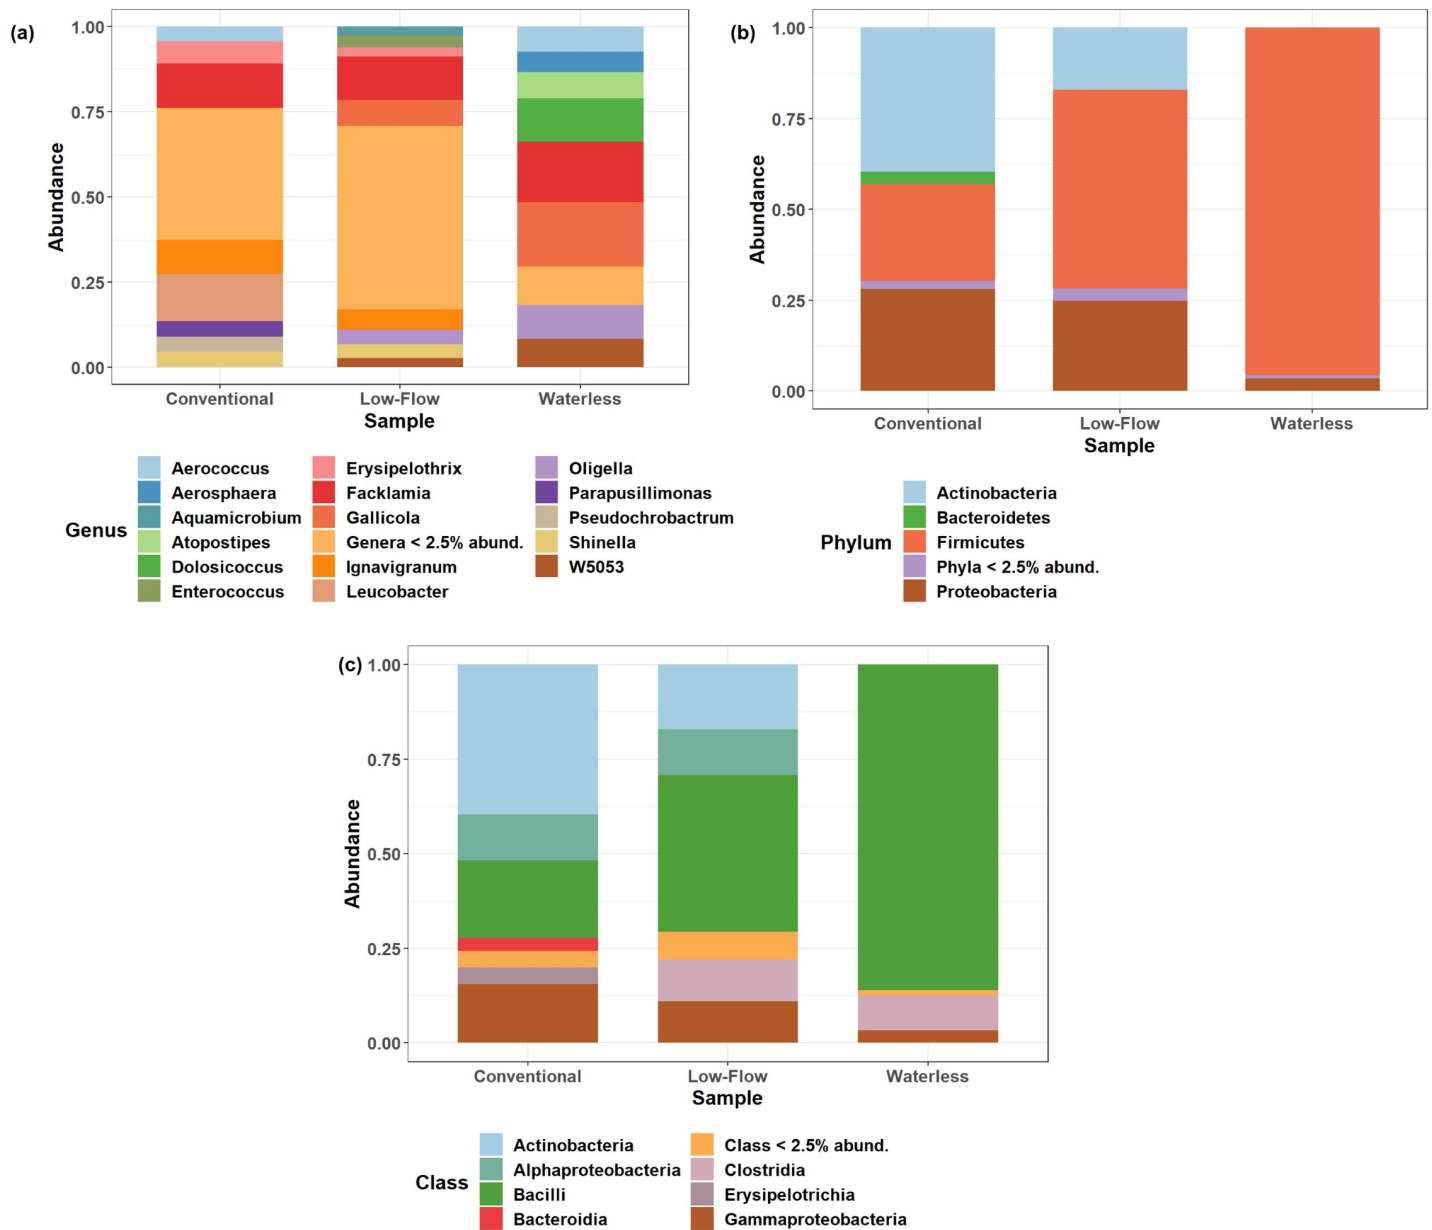 (a)
1.00
0.75
0.50
0.25
0.00
Abundance
Conventional Low-Flow Waterless
Sample
Genus
Aerococcus
Aerosphaera
Aquamicrobium
Atopostipes
Dolosicoccus
Enterococcus
Erysipelothrix
Facklamia
Gallicola
Genera < 2.5% abund.
Ignavigranum
Leucobacter
Oligella
Parapusillimonas
Pseudochrobactrum
Shinella
W5053
(b)
1.00
0.75
0.50
0.25
0.00
Abundance
Conventional Low-Flow Waterless
Sample
Phylum
Actinobacteria
Bacteroidetes
Firmicutes
Phyla < 2.5% abund.
Proteobacteria
(c)
1.00
0.75
0.50
0.25
0.00
Abundance
Conventional Low-Flow Waterless
Sample
Class
Actinobacteria
Alphaproteobacteria
Bacilli
Bacteroidia
Class < 2.5% abund.
Clostridia
Erysipelotrichia
Gammaproteobacteria